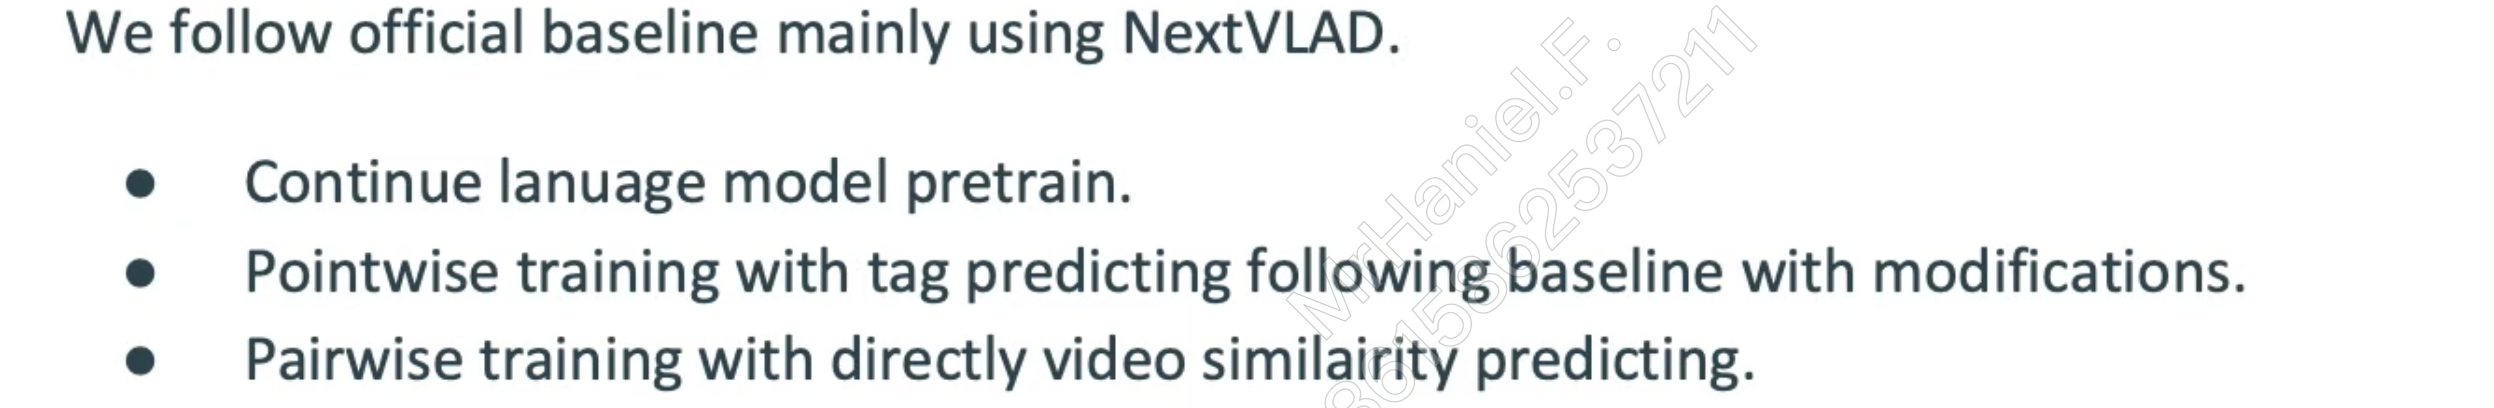 We follow official baseline mainly using NextVLAD.
● Continue lanuage model pretrain.
● Pointwise training with tag predicting following baseline with modifications.
● Pairwise training with directly video similairity predicting.
MrHaniel.F.